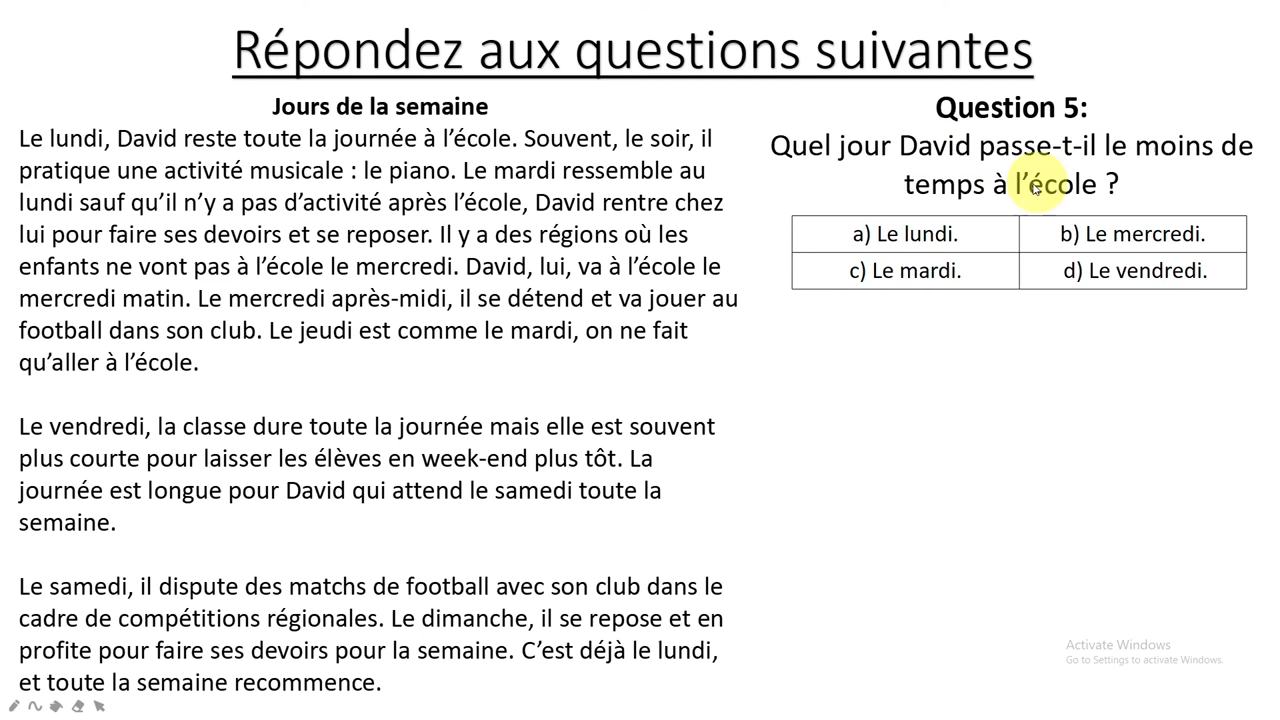 Répondez aux questions suivantes
Jours de la semaine
Le lundi, David reste toute la journée à l’école. Souvent, le soir, il
pratique une activité musicale : le piano. Le mardi ressemble au
lundi sauf qu’il n’y a pas d’activité après l’école, David rentre chez
lui pour faire ses devoirs et se reposer. Il y a des régions où les
enfants ne vont pas à l’école le mercredi. David, lui, va à l’école le
mercredi matin. Le mercredi après-midi, il se détend et va jouer au
football dans son club. Le jeudi est comme le mardi, on ne fait
qu’aller à l’école.
Le vendredi, la classe dure toute la journée mais elle est souvent
plus courte pour laisser les élèves en week-end plus tôt. La
journée est longue pour David qui attend le samedi toute la
semaine.
Le samedi, il dispute des matchs de football avec son club dans le
cadre de compétitions régionales. Le dimanche, il se repose et en
profite pour faire ses devoirs pour la semaine. C’est déjà le lundi,
et toute la semaine recommence.
Question 5:
Quel jour David passe-t-il le moins de
temps à l’école ?
a) Le lundi.
b) Le mercredi.
c) Le mardi.
d) Le vendredi.
Activate Windows
Go to Settings to activate Windows.